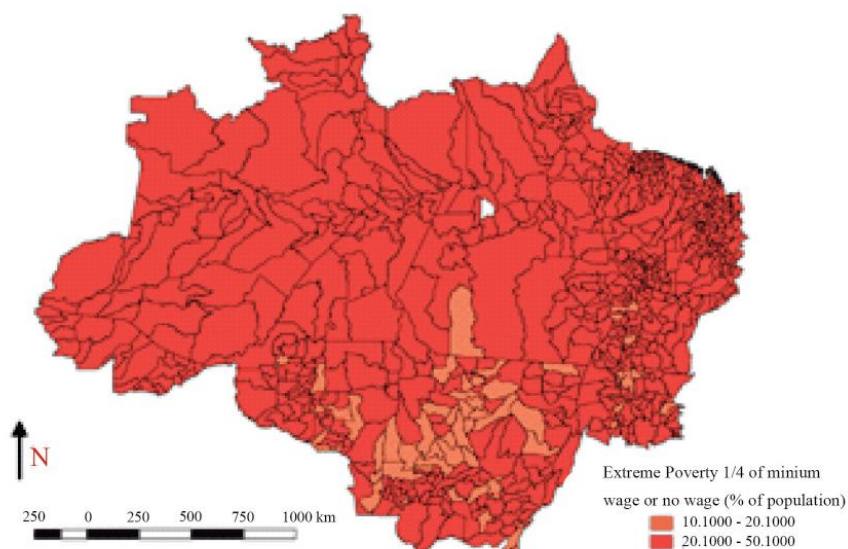 N
250 0 250 500 750 1000 km
Extreme Poverty 1/4 of minium
wage or no wage (% of population)
10.1000 - 20.1000
20.1000 - 50.1000